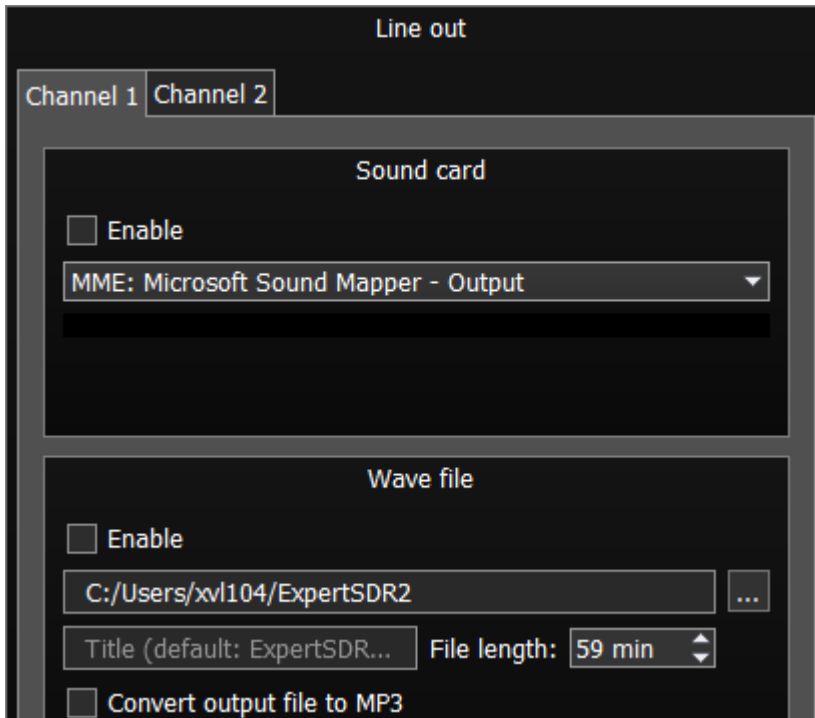 Line out
Channel 1 Channel 2
Sound card
Enable
MME: Microsoft Sound Mapper - Output
Wave file
Enable
C:/Users/xvl104/ExpertSDR2 ...
Title (default: ExpertSDR... File length: 59 min
Convert output file to MP3